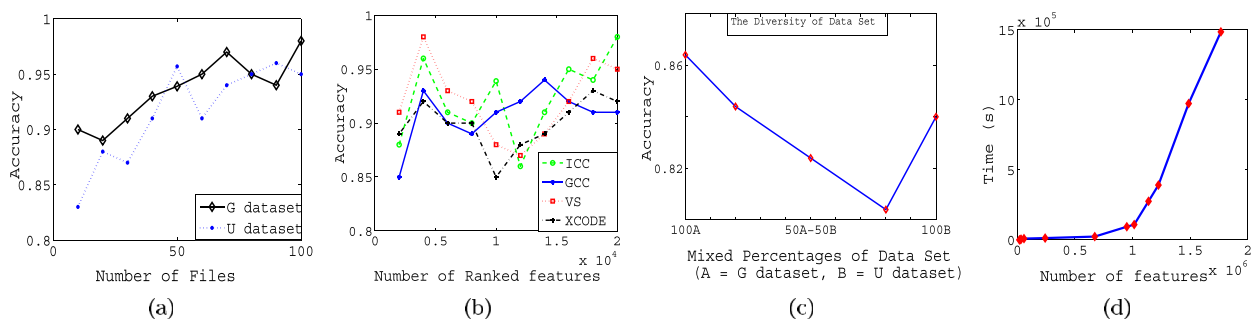 1
0.95
0.9
0.85
0.8
0
50
100
Accuracy
Number of Files
G dataset
U dataset
(a)
1
0.95
0.9
0.85
0.8
0
0.5
1
1.5
2
x 10^4
Accuracy
Number of Ranked features
ICC
GCC
VS
XCODE
(b)
The Diversity of Data Set
0.86
0.82
Accuracy
100A
50A-50B
100B
Mixed Percentages of Data Set
(A = G dataset, B = U dataset)
(c)
x 10^5
15
10
5
0
Time (s)
0
0.5
1
1.5
2
Number of features
x 10^6
(d)